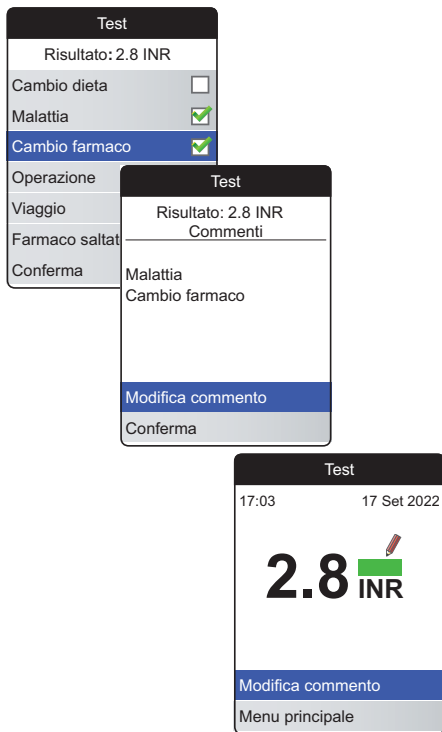 Test
Risultato: 2.8 INR
Cambio dieta
Malattia
Cambio farmaco
Operazione
Viaggio
Farmaco saltat
Conferma
Test
Risultato: 2.8 INR
Commenti
Malattia
Cambio farmaco
Modifica commento
Conferma
Test
17:03 17 Set 2022
2.8 INR
Modifica commento
Menu principale